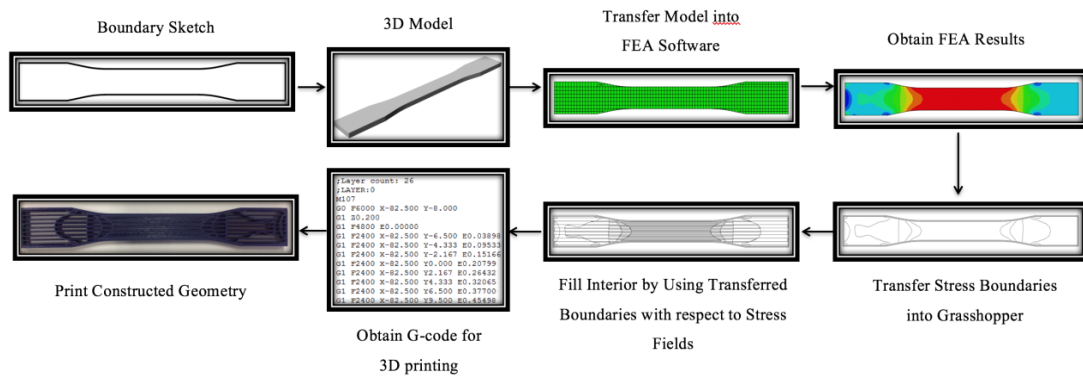 Boundary Sketch
3D Model
Transfer Model into
FEA Software
Obtain FEA Results
Transfer Stress Boundaries
into Grasshopper
Fill Interior by Using Transferred
Boundaries with respect to Stress
Fields
;Layer count: 26
;LAYER:0
M107
G0 F6000 X-82.500 Y-8.000
G1 Z0.200
G1 F4800 E0.00000
G1 F2400 X-82.500 Y-6.500 E0.03898
G1 F2400 X-82.500 Y-4.333 E0.09533
G1 F2400 X-82.500 Y-2.167 E0.15166
G1 F2400 X-82.500 Y0.000 E0.20799
G1 F2400 X-82.500 Y2.167 E0.26432
G1 F2400 X-82.500 Y4.333 E0.32065
G1 F2400 X-82.500 Y6.500 E0.37700
G1 F2400 X-82.500 Y9.500 E0.45498
Obtain G-code for
3D printing
Print Constructed Geometry